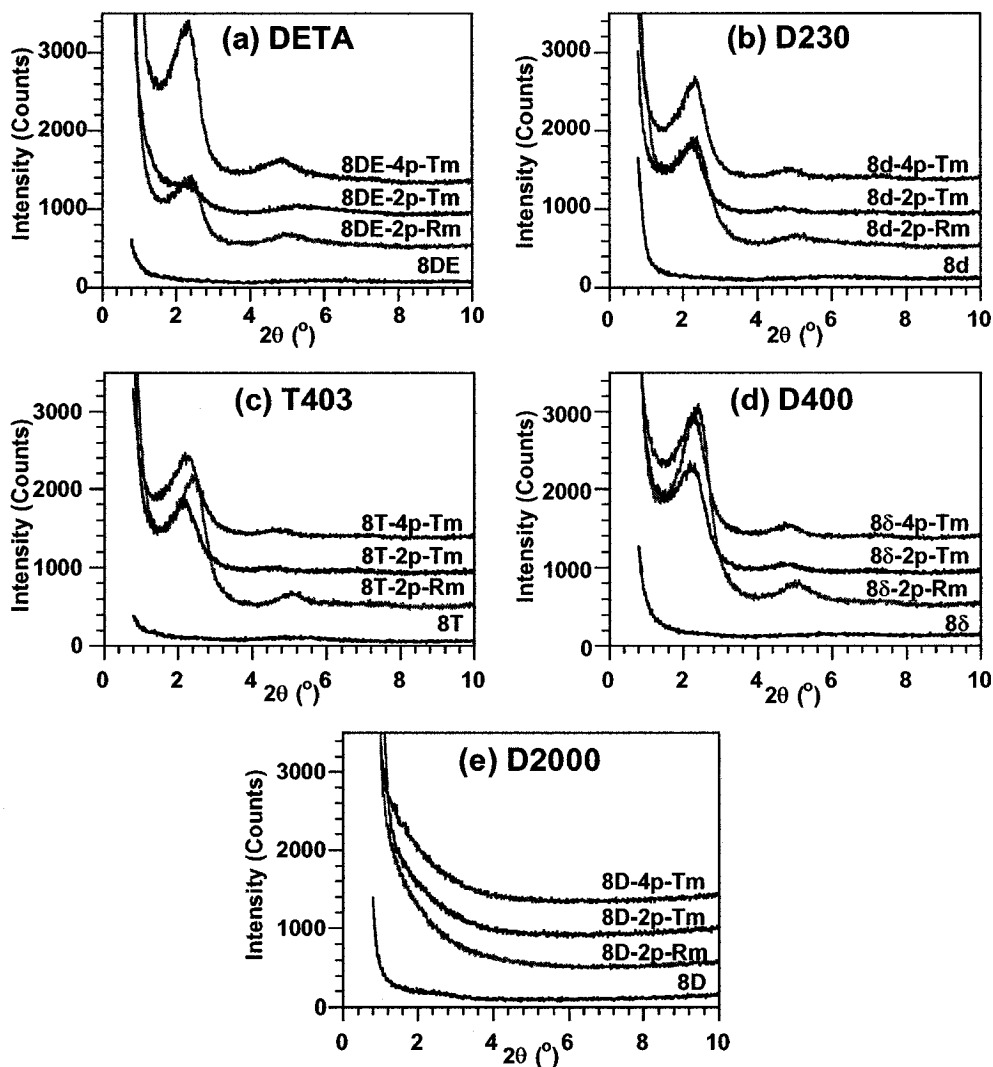 (a) DETA
Intensity (Counts)
3000
2000
1000
0
8DE-4p-Tm
8DE-2p-Tm
8DE-2p-Rm
8DE
0 2 4 6 8 10
2θ (°)
(b) D230
Intensity (Counts)
3000
2000
1000
0
8d-4p-Tm
8d-2p-Tm
8d-2p-Rm
8d
0 2 4 6 8 10
2θ (°)
(c) T403
Intensity (Counts)
3000
2000
1000
0
8T-4p-Tm
8T-2p-Tm
8T-2p-Rm
8T
0 2 4 6 8 10
2θ (°)
(d) D400
Intensity (Counts)
3000
2000
1000
0
8δ-4p-Tm
8δ-2p-Tm
8δ-2p-Rm
8δ
0 2 4 6 8 10
2θ (°)
(e) D2000
Intensity (Counts)
3000
2000
1000
0
8D-4p-Tm
8D-2p-Tm
8D-2p-Rm
8D
0 2 4 6 8 10
2θ (°)